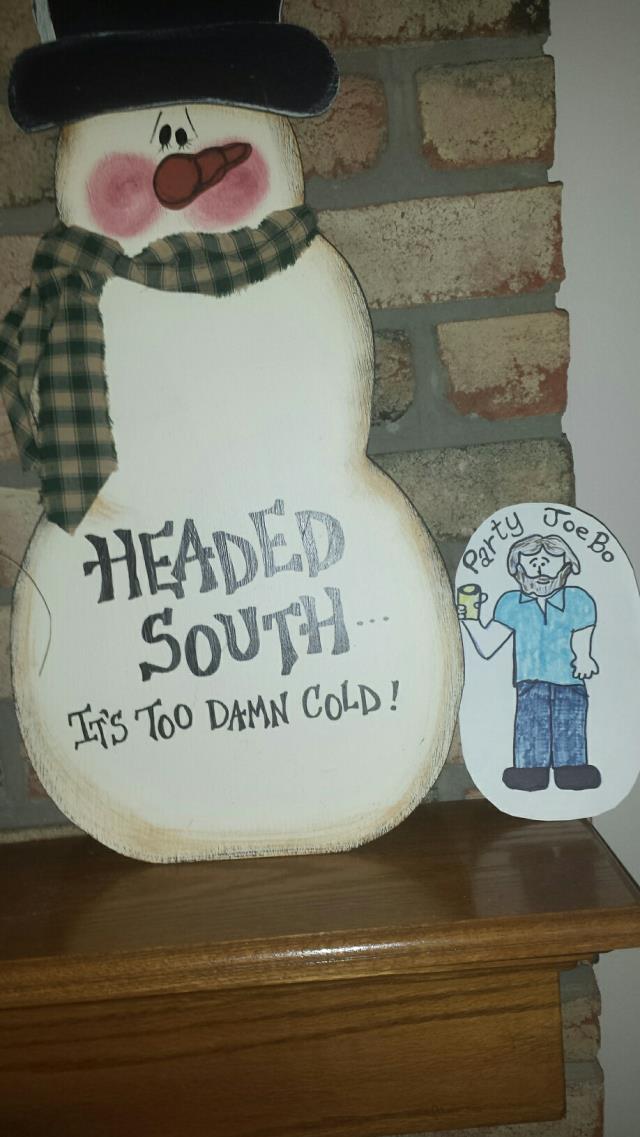 HEADED
SOUTH...
IT'S TOO DAMN COLD!
Party JoeBo